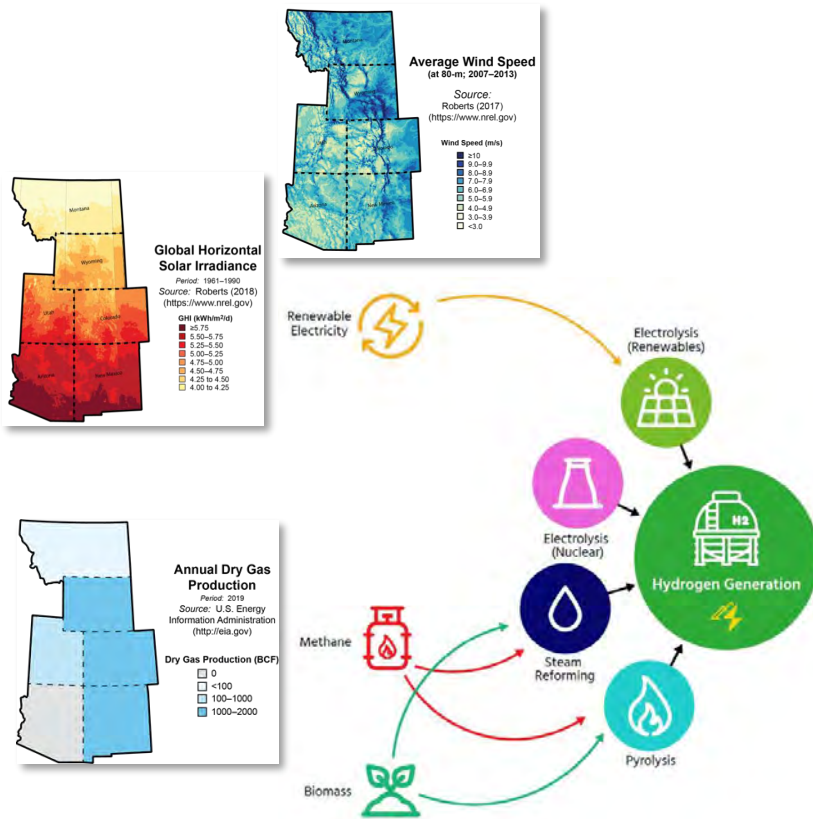 Montana
Wyoming
Utah
Colorado
Arizona
New Mexico
Average Wind Speed
(at 80-m; 2007–2013)
Source:
Roberts (2017)
(https://www.nrel.gov)
Wind Speed (m/s)
≥10
9.0–9.9
8.0–8.9
7.0–7.9
6.0–6.9
5.0–5.9
4.0–4.9
3.0–3.9
<3.0
Montana
Wyoming
Utah
Colorado
Arizona
New Mexico
Global Horizontal
Solar Irradiance
Period: 1961–1990
Source: Roberts (2018)
(https://www.nrel.gov)
GHI (kWh/m²/d)
≥5.75
5.50–5.75
5.25–5.50
5.00–5.25
4.75–5.00
4.50–4.75
4.25 to 4.50
4.00 to 4.25
Annual Dry Gas
Production
Period: 2019
Source: U.S. Energy
Information Administration
(http://eia.gov)
Dry Gas Production (BCF)
0
<100
100–1000
1000–2000
Renewable
Electricity
Electrolysis
(Renewables)
Electrolysis
(Nuclear)
H2
Hydrogen Generation
Methane
Steam
Reforming
Pyrolysis
Biomass